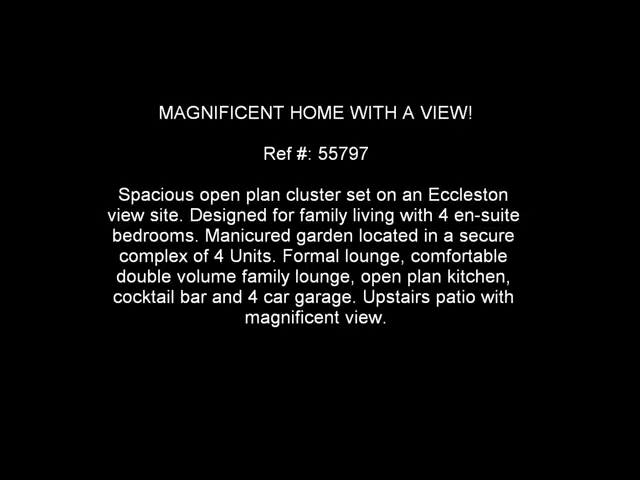 MAGNIFICENT HOME WITH A VIEW!
Ref #: 55797
Spacious open plan cluster set on an Eccleston
view site. Designed for family living with 4 en-suite
bedrooms. Manicured garden located in a secure
complex of 4 Units. Formal lounge, comfortable
double volume family lounge, open plan kitchen,
cocktail bar and 4 car garage. Upstairs patio with
magnificent view.